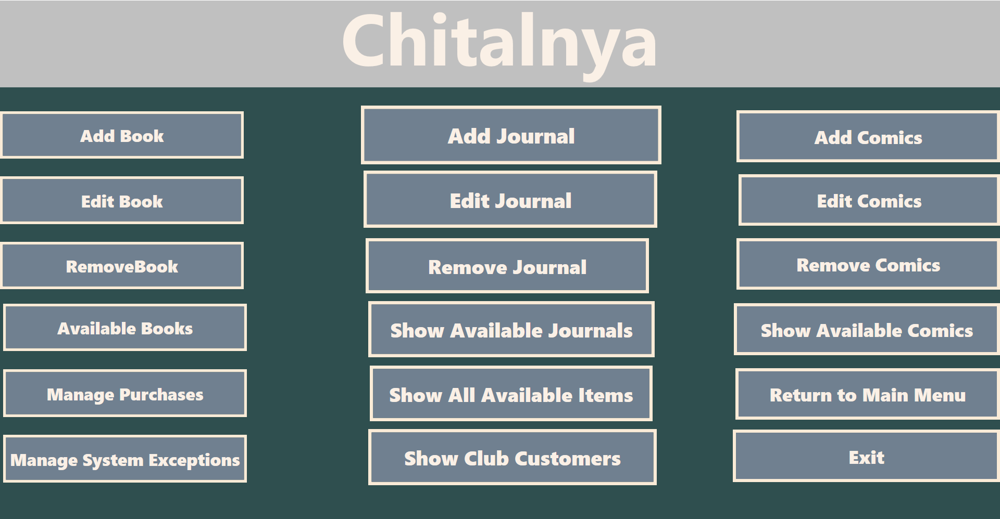 Chitalnya
Add Book
Add Journal
Add Comics
Edit Book
Edit Journal
Edit Comics
RemoveBook
Remove Journal
Remove Comics
Available Books
Show Available Journals
Show Available Comics
Manage Purchases
Show All Available Items
Return to Main Menu
Manage System Exceptions
Show Club Customers
Exit